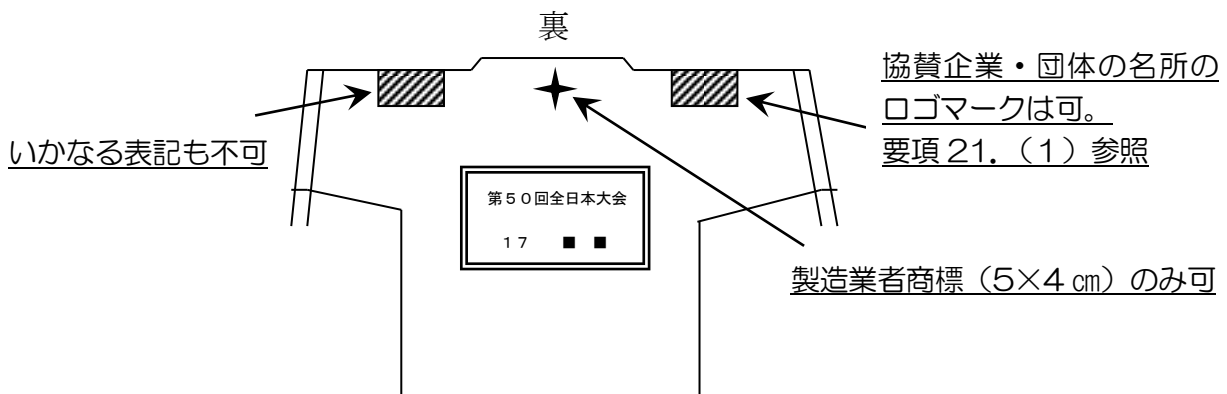 裏
協賛企業・団体の名所の
ロゴマークは可。
要項21.（1）参照
いかなる表記も不可
第５０回全日本大会
１７　■　■
製造業者商標（5×4㎝）のみ可